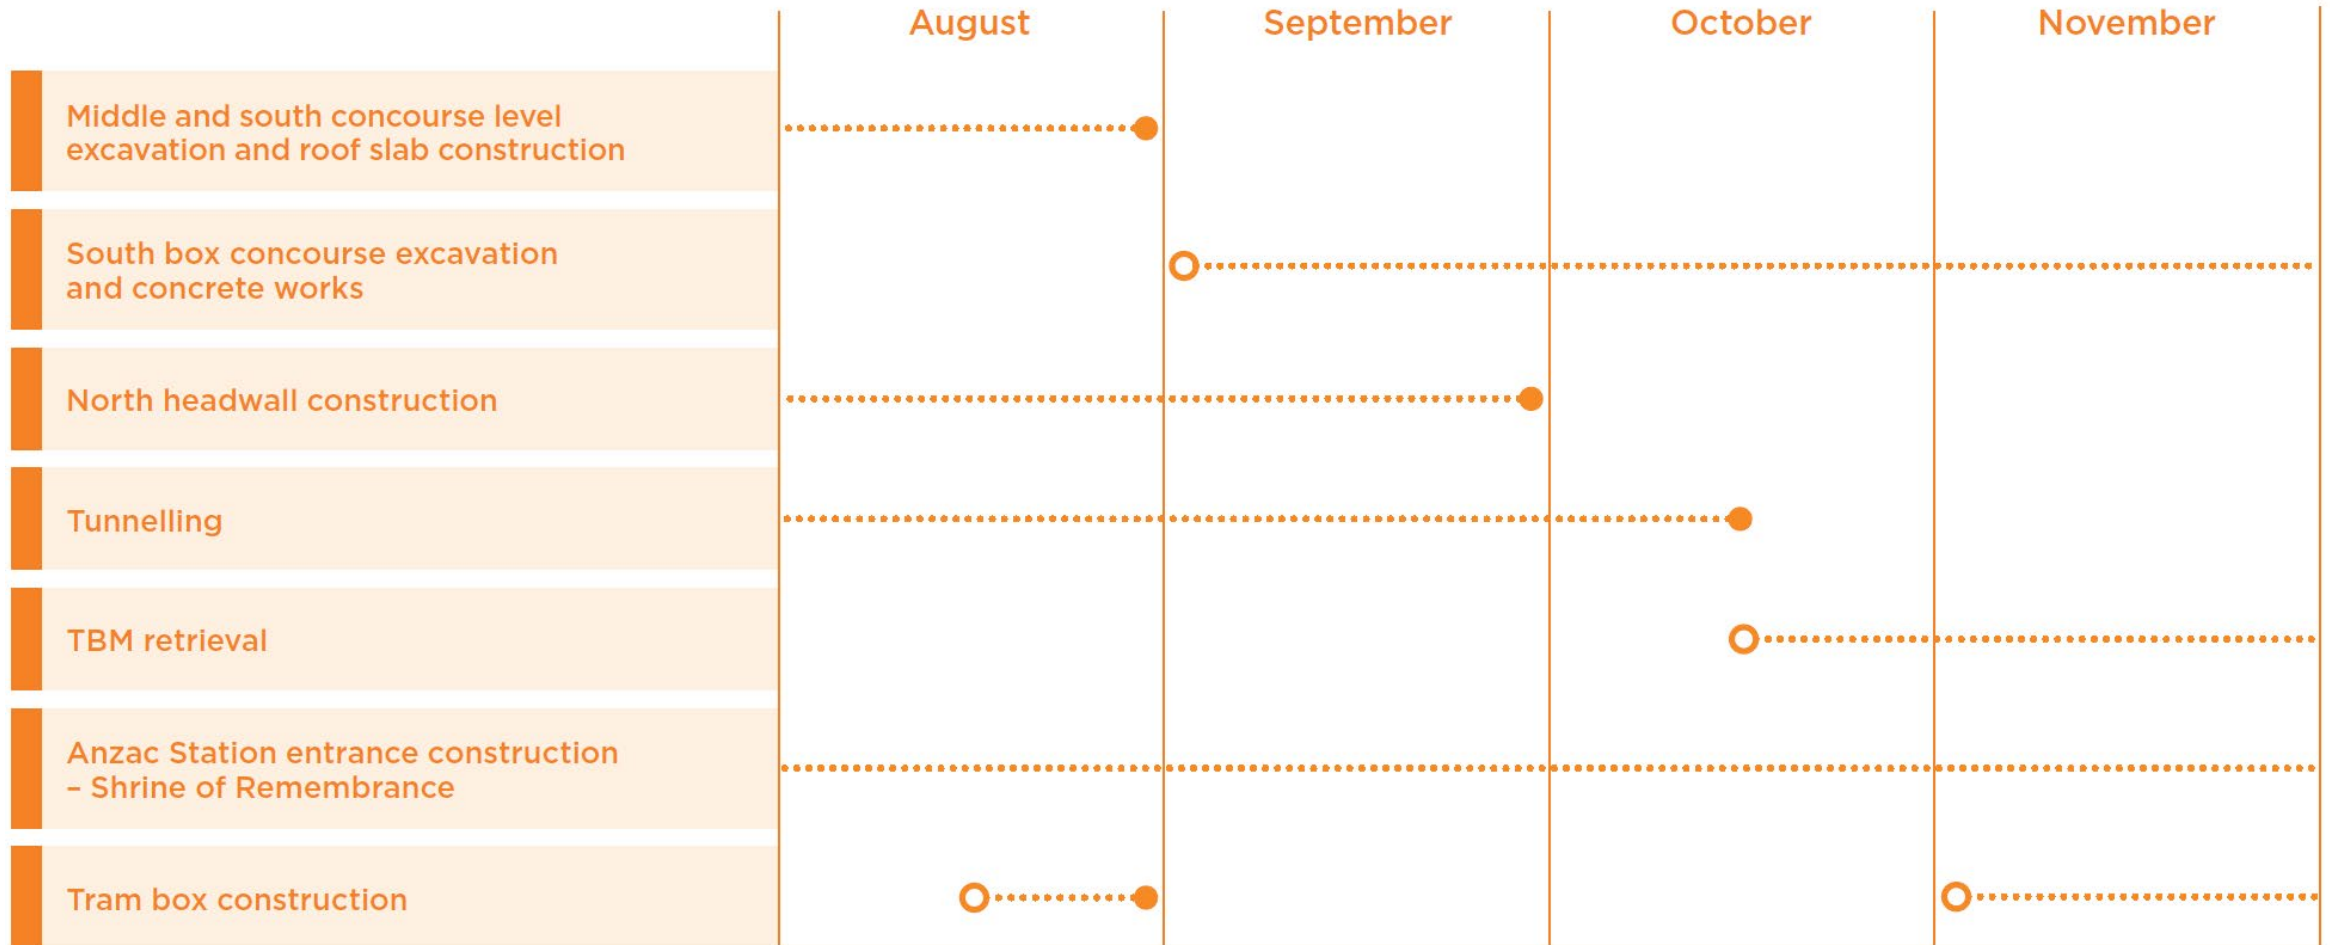 August September October November
Middle and south concourse level
excavation and roof slab construction
South box concourse excavation
and concrete works
North headwall construction
Tunnelling
TBM retrieval
Anzac Station entrance construction
– Shrine of Remembrance
Tram box construction